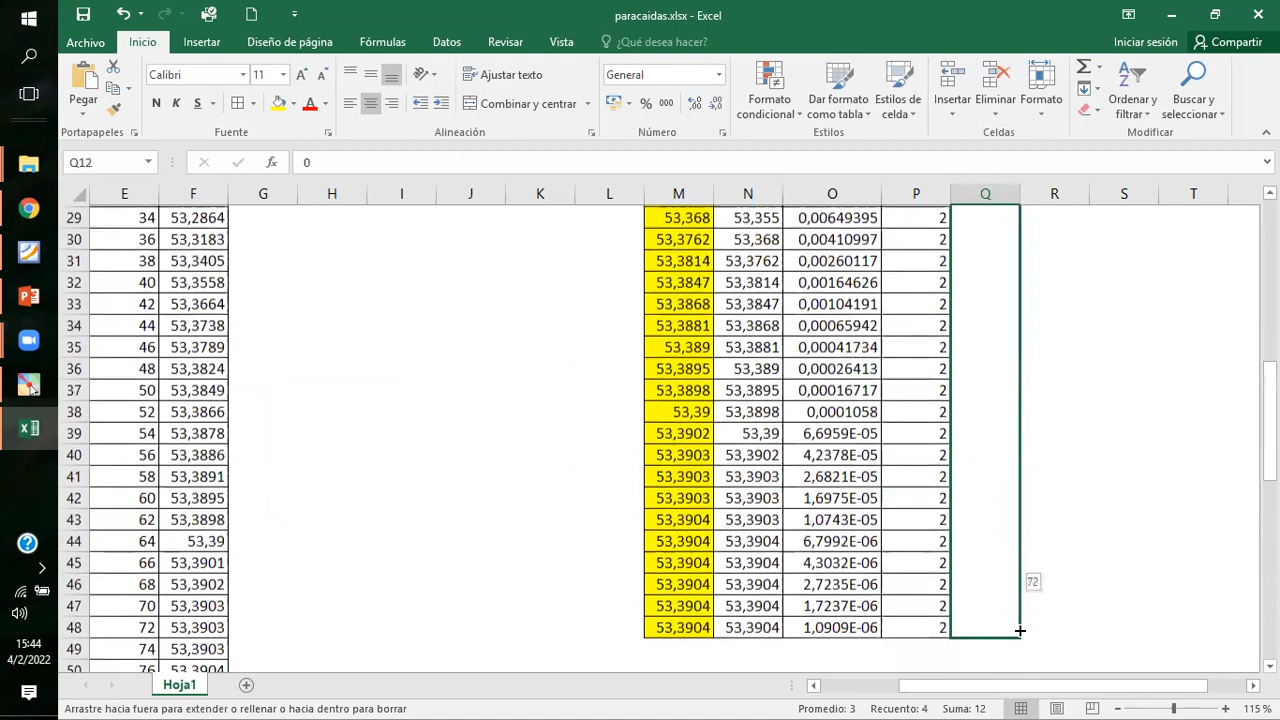 paracaidas.xlsx - Excel
Archivo Inicio Insertar Diseño de página Fórmulas Datos Revisar Vista ¿Qué desea hacer? Iniciar sesión Compartir
Calibri 11 Ajustar texto General
Pegar N K S Combinar y centrar % 000 Formato condicional Dar formato como tabla Estilos de celda Insertar Eliminar Formato Ordenar y filtrar Buscar y seleccionar
Portapapeles Fuente Alineación Número Estilos Celdas Modificar
Q12 fx 0
E F G H I J K L M N O P Q R S T
29 34 53,2864 53,368 53,355 0,00649395 2
30 36 53,3183 53,3762 53,368 0,00410997 2
31 38 53,3405 53,3814 53,3762 0,00260117 2
32 40 53,3558 53,3847 53,3814 0,00164626 2
33 42 53,3664 53,3868 53,3847 0,00104191 2
34 44 53,3738 53,3881 53,3868 0,00065942 2
35 46 53,3789 53,389 53,3881 0,00041734 2
36 48 53,3824 53,3895 53,389 0,00026413 2
37 50 53,3849 53,3898 53,3895 0,00016717 2
38 52 53,3866 53,39 53,3898 0,0001058 2
39 54 53,3878 53,3902 53,39 6,6959E-05 2
40 56 53,3886 53,3903 53,3902 4,2378E-05 2
41 58 53,3891 53,3903 53,3903 2,6821E-05 2
42 60 53,3895 53,3903 53,3903 1,6975E-05 2
43 62 53,3898 53,3904 53,3903 1,0743E-05 2
44 64 53,39 53,3904 53,3904 6,7992E-06 2
45 66 53,3901 53,3904 53,3904 4,3032E-06 2
46 68 53,3902 53,3904 53,3904 2,7235E-06 2
72
47 70 53,3903 53,3904 53,3904 1,7237E-06 2
48 72 53,3903 53,3904 53,3904 1,0909E-06 2
49 74 53,3903
50 76 53,3904
15:44
4/2/2022
Hoja1
Arrastre hacia fuera para extender o rellenar o hacia dentro para borrar Promedio: 3 Recuento: 4 Suma: 12 115 %